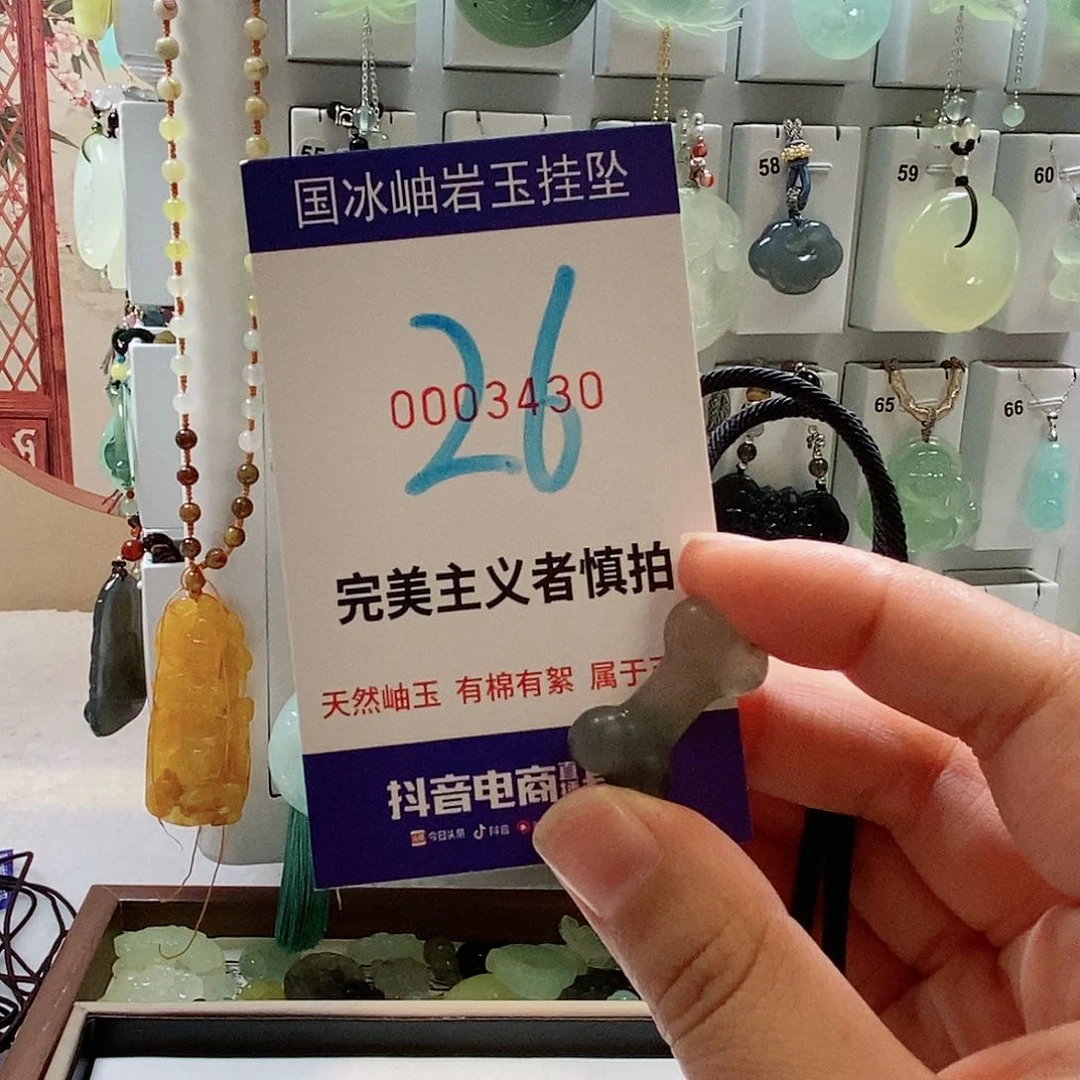 国冰岫岩玉挂坠
26
0003430
完美主义者慎拍
天然岫玉 有棉有絮 属于
抖音电商直播
今日头条 抖音
58
59
60
65
66